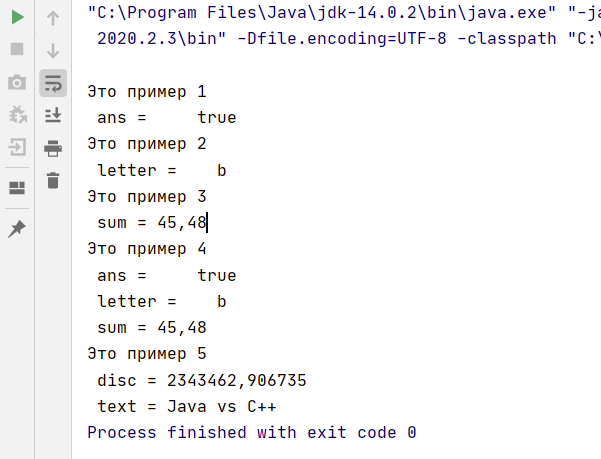 "C:\Program Files\Java\jdk-14.0.2\bin\java.exe" "-ja
2020.2.3\bin" -Dfile.encoding=UTF-8 -classpath "C:\
Это пример 1
ans =     true
Это пример 2
letter =    b
Это пример 3
sum = 45,48
Это пример 4
ans =     true
letter =    b
sum = 45,48
Это пример 5
disc = 2343462,906735
text = Java vs C++
Process finished with exit code 0